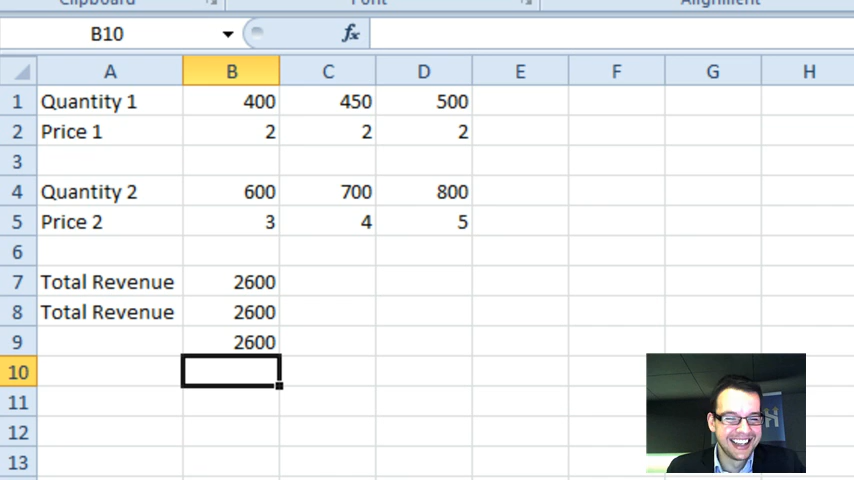 Clipboard Font Alignment
B10 fx
A B C D E F G H
1 Quantity 1 400 450 500
2 Price 1 2 2 2
3
4 Quantity 2 600 700 800
5 Price 2 3 4 5
6
7 Total Revenue 2600
8 Total Revenue 2600
9 2600
10
11
12
13